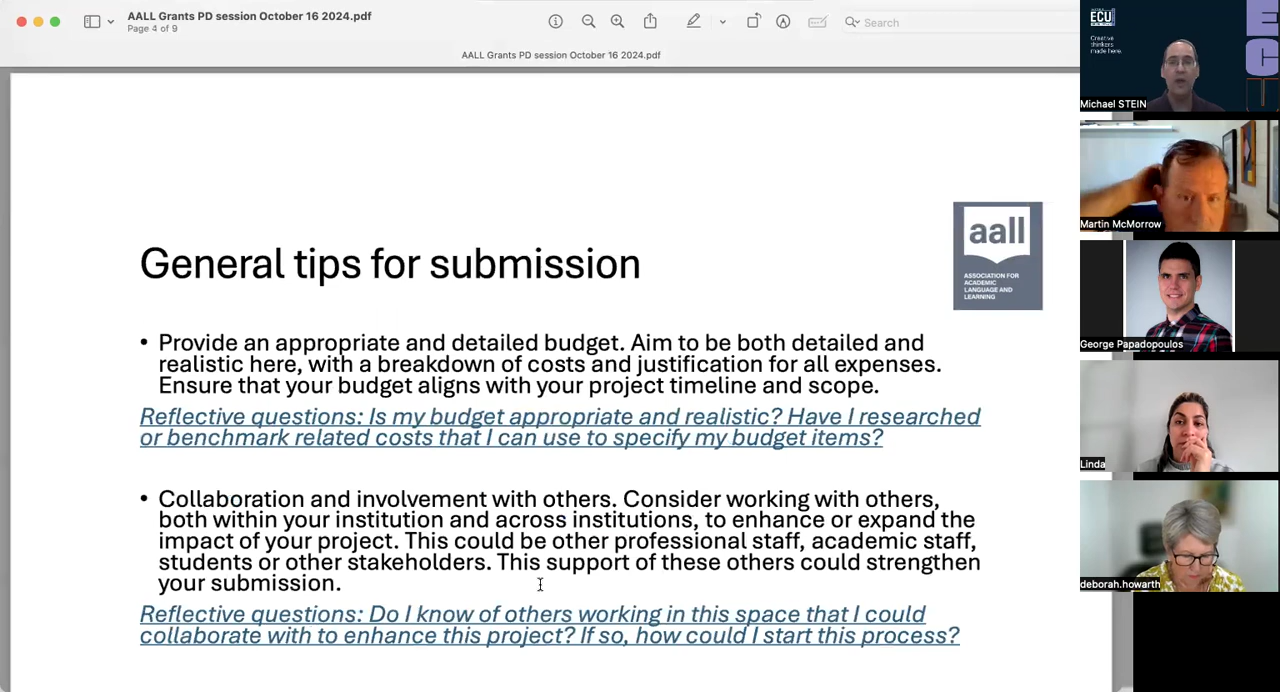 AALL Grants PD session October 16 2024.pdf
Page 4 of 9
Search
AALL Grants PD session October 16 2024.pdf
General tips for submission
aall
ASSOCIATION FOR
ACADEMIC
LANGUAGE AND
LEARNING
• Provide an appropriate and detailed budget. Aim to be both detailed and
realistic here, with a breakdown of costs and justification for all expenses.
Ensure that your budget aligns with your project timeline and scope.
Reflective questions: Is my budget appropriate and realistic? Have I researched
or benchmark related costs that I can use to specify my budget items?
• Collaboration and involvement with others. Consider working with others,
both within your institution and across institutions, to enhance or expand the
impact of your project. This could be other professional staff, academic staff,
students or other stakeholders. This support of these others could strengthen
your submission.
Reflective questions: Do I know of others working in this space that I could
collaborate with to enhance this project? If so, how could I start this process?
ECU
Creative
thinkers
made here.
E
C
U
Michael STEIN
Martin McMorrow
George Papadopoulos
Linda
deborah.howarth